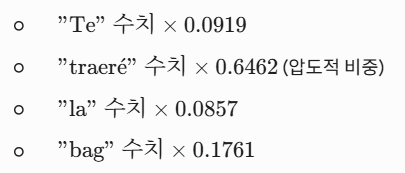 ○ ”Te” 수치 × 0.0919
○ ”traeré” 수치 × 0.6462 (압도적 비중)
○ ”la” 수치 × 0.0857
○ ”bag” 수치 × 0.1761